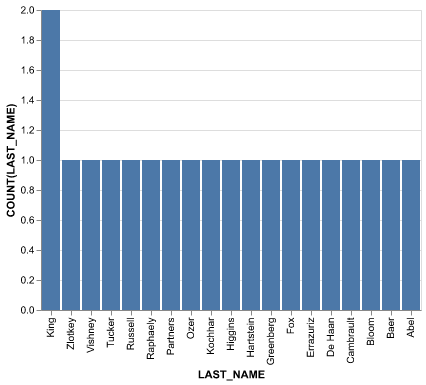 2.0
1.8
1.6
1.4
1.2
1.0
0.8
0.6
0.4
0.2
0.0
COUNT(LAST_NAME)
King
Zlotkey
Vishney
Tucker
Russell
Raphaely
Partners
Ozer
Kochhar
Higgins
Hartstein
Greenberg
Fox
Errazuriz
De Haan
Cambrault
Bloom
Baer
Abel
LAST_NAME